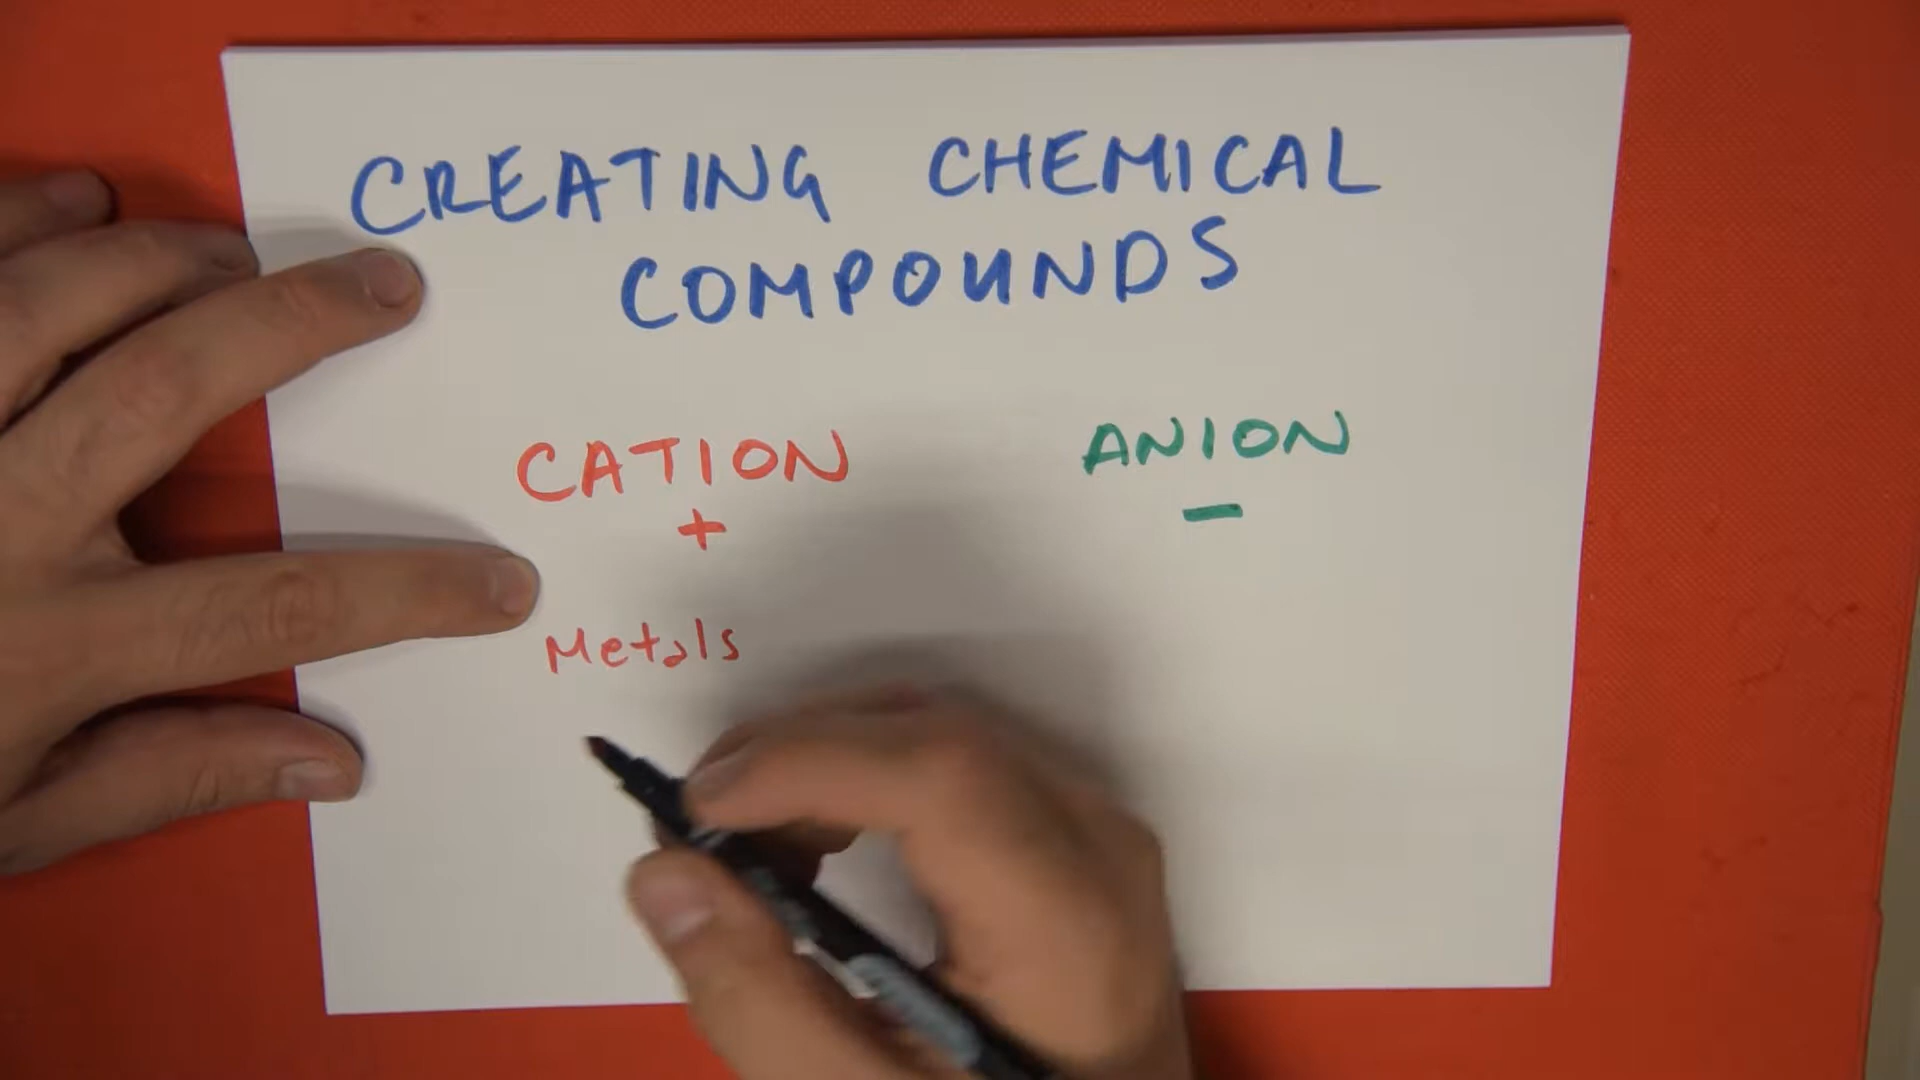 CREATING CHEMICAL
COMPOUNDS
CATION ANION
+ -
Metals